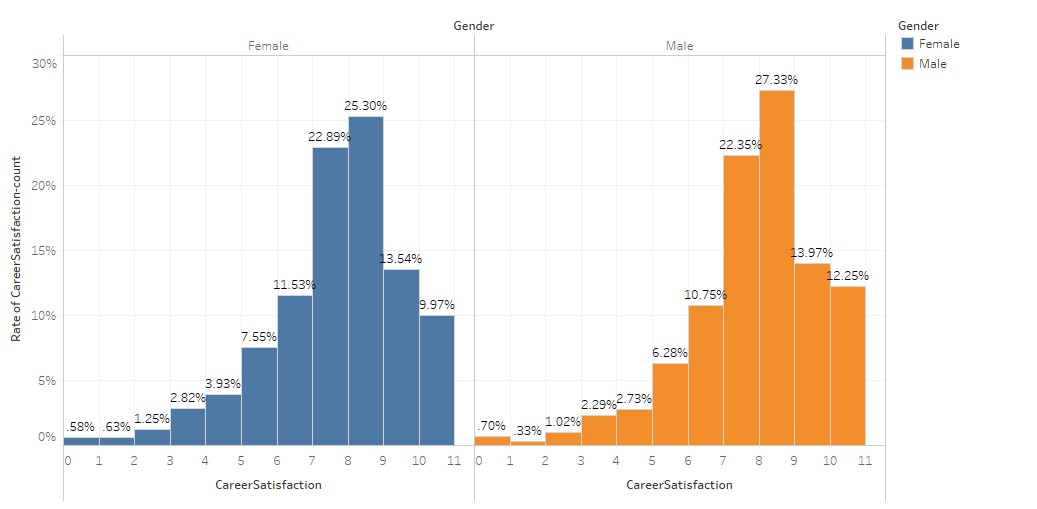 Gender
Female
Male
Gender
Female
Male
Rate of CareerSatisfaction-count
30%
25%
20%
15%
10%
5%
0%
.58%
.63%
1.25%
2.82%
3.93%
7.55%
11.53%
22.89%
25.30%
13.54%
9.97%
.70%
.33%
1.02%
2.29%
2.73%
6.28%
10.75%
22.35%
27.33%
13.97%
12.25%
0 1 2 3 4 5 6 7 8 9 10 11
0 1 2 3 4 5 6 7 8 9 10 11
CareerSatisfaction
CareerSatisfaction